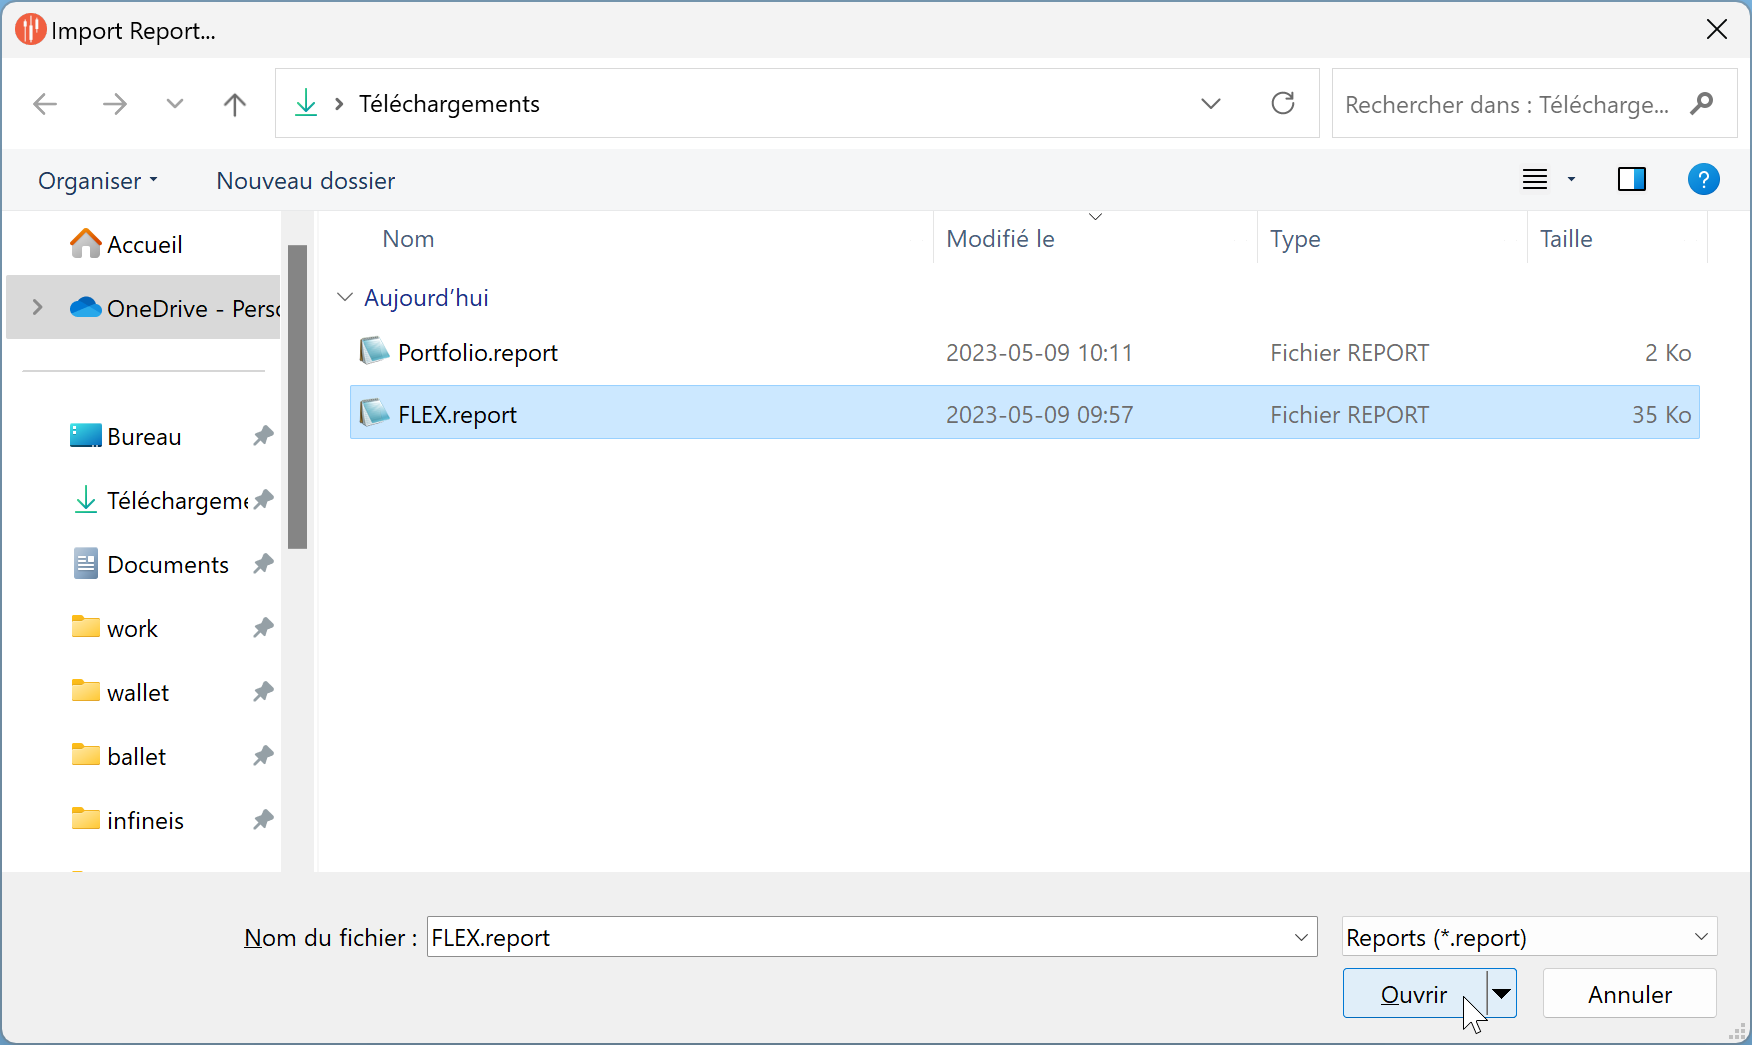 Import Report...
Téléchargements
Rechercher dans : Télécharge...
Organiser
Nouveau dossier
?
Accueil
OneDrive - Perso
Bureau
Téléchargeme
Documents
work
wallet
ballet
infineis
Nom Modifié le Type Taille
Aujourd’hui
Portfolio.report 2023-05-09 10:11 Fichier REPORT 2 Ko
FLEX.report 2023-05-09 09:57 Fichier REPORT 35 Ko
Nom du fichier : FLEX.report Reports (*.report)
Ouvrir Annuler